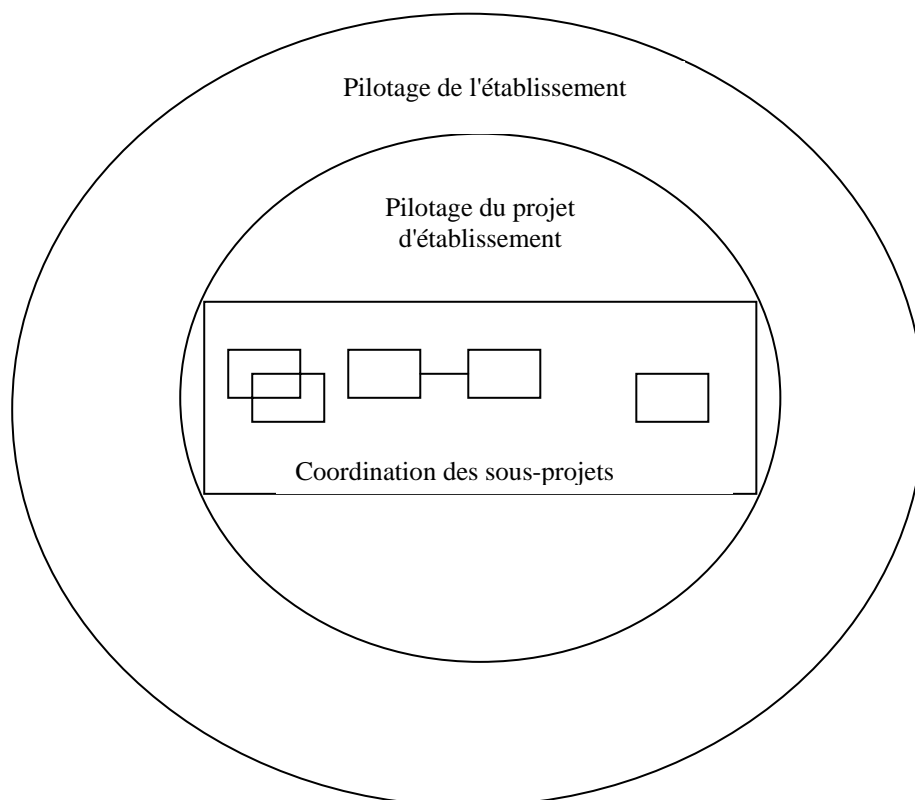 Pilotage de l'établissement
Pilotage du projet
d'établissement
Coordination des sous-projets